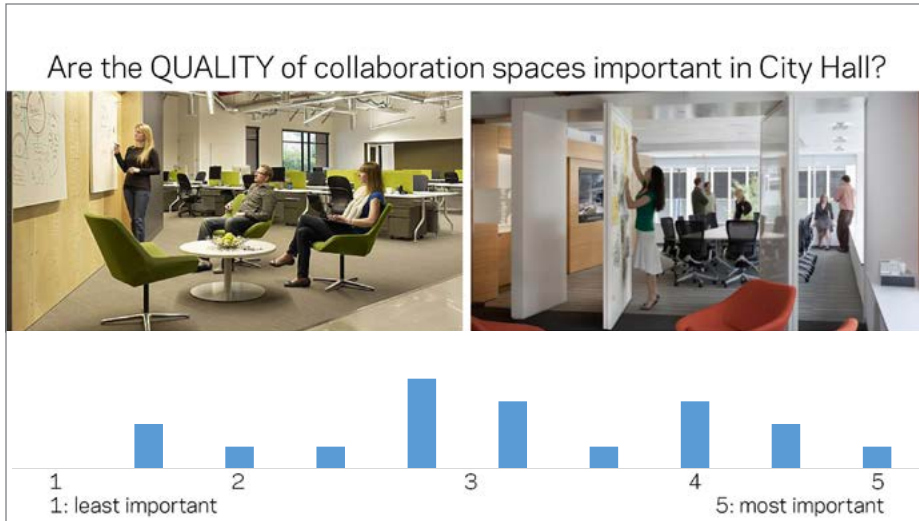 Are the QUALITY of collaboration spaces important in City Hall?
1 2 3 4 5
1: least important 5: most important